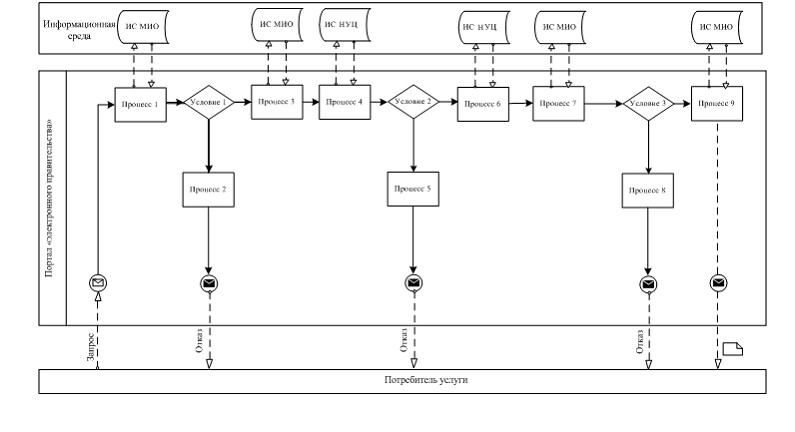 Информационная
среда
ИС МИО
ИС МИО
ИС НУЦ
ИС НУЦ
ИС МИО
ИС МИО
Портал «электронного правительства»
Процесс 1
Условие 1
Процесс 3
Процесс 4
Условие 2
Процесс 6
Процесс 7
Условие 3
Процесс 9
Процесс 2
Процесс 5
Процесс 8
Запрос
Отказ
Отказ
Отказ
Потребитель услуги